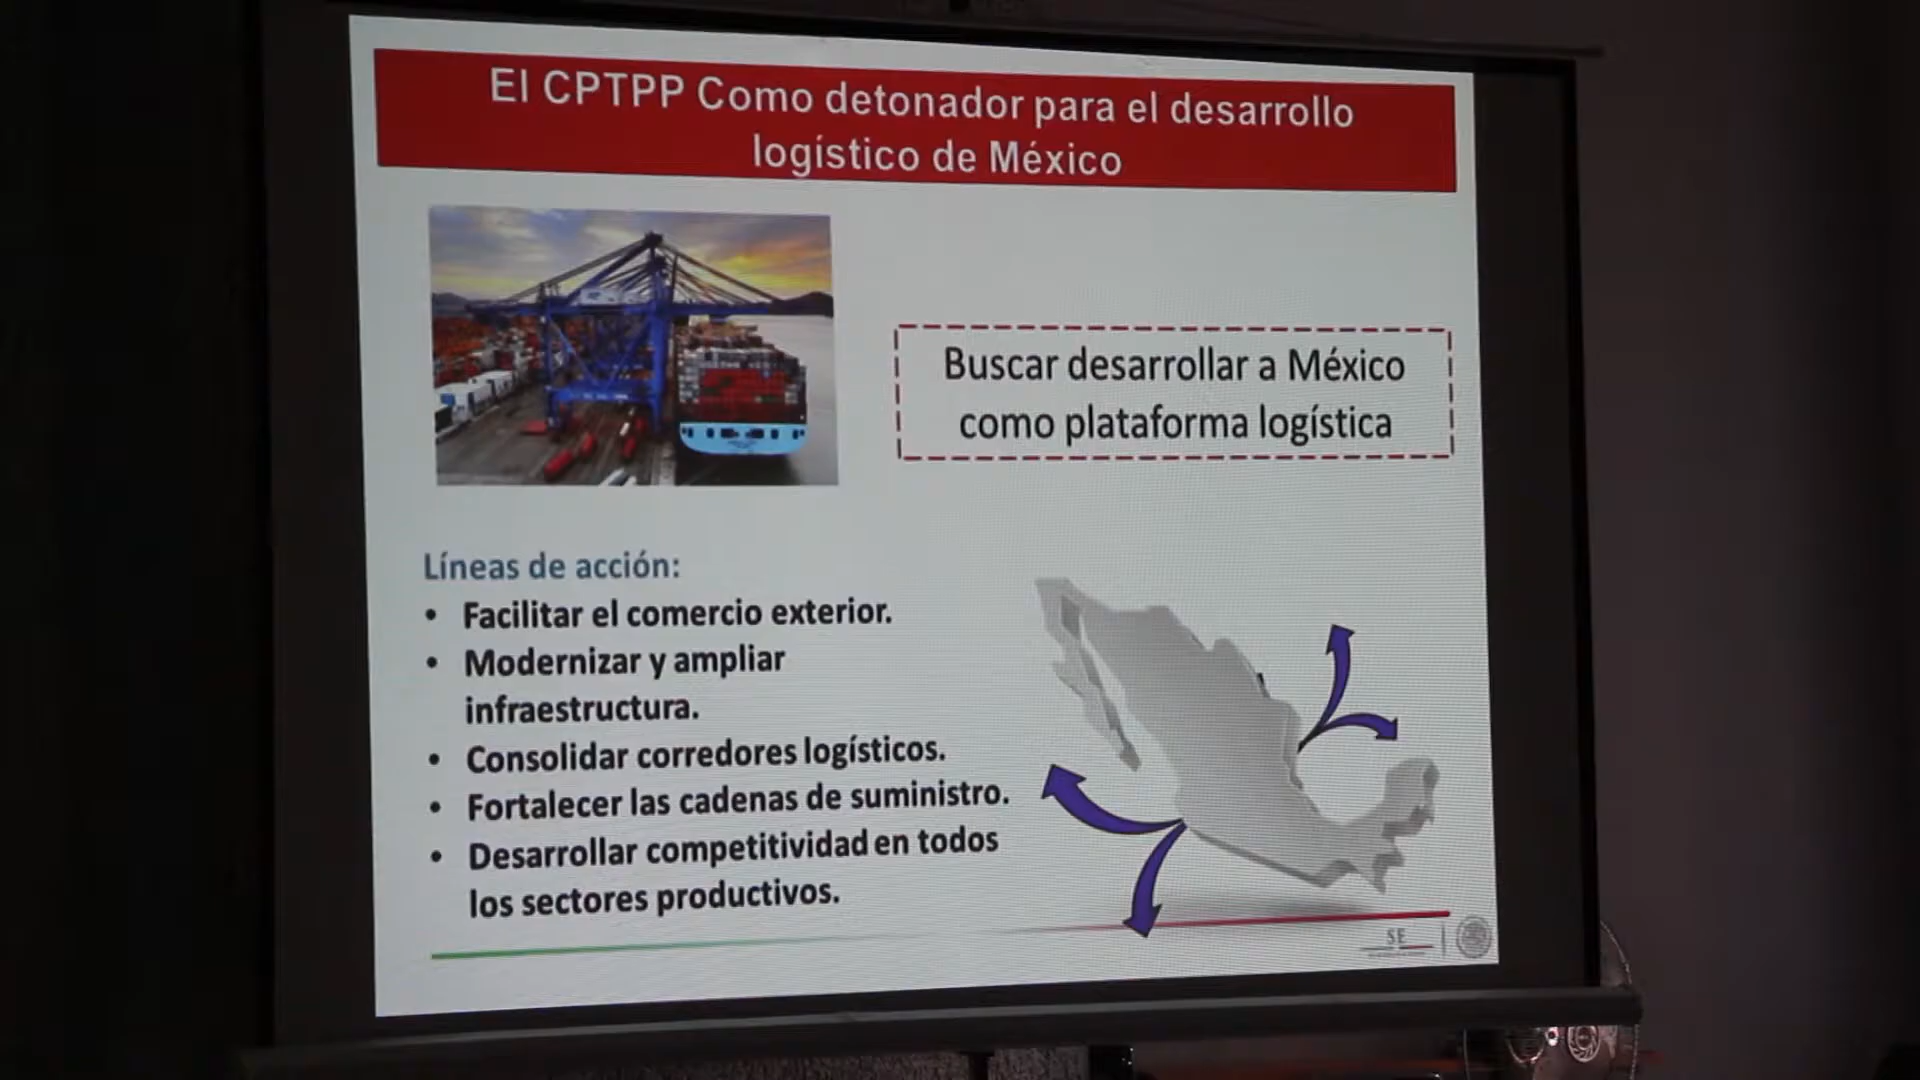 El CPTPP Como detonador para el desarrollo
logístico de México
Buscar desarrollar a México
como plataforma logística
Líneas de acción:
• Facilitar el comercio exterior.
• Modernizar y ampliar
infraestructura.
• Consolidar corredores logísticos.
• Fortalecer las cadenas de suministro.
• Desarrollar competitividad en todos
los sectores productivos.
SE